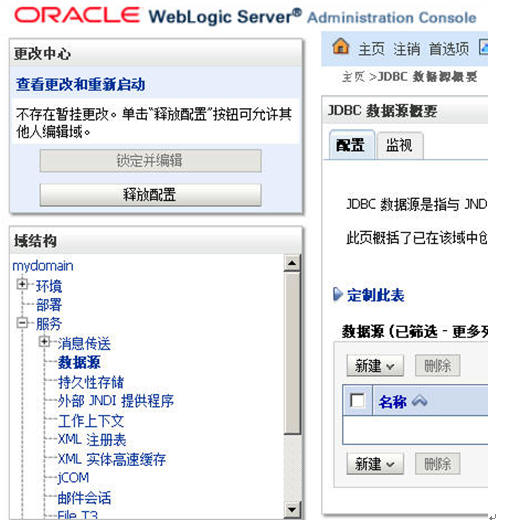 ORACLE WebLogic Server® Administration Console
更改中心
查看更改和重新启动
不存在暂挂更改。单击“释放配置”按钮可允许其
他人编辑域。
锁定并编辑
释放配置
域结构
mydomain
环境
部署
服务
消息传送
数据源
持久性存储
外部 JNDI 提供程序
工作上下文
XML 注册表
XML 实体高速缓存
jCOM
邮件会话
File T3
主页 注销 首选项
主页 >JDBC 数据源概要
JDBC 数据源概要
配置 监视
JDBC 数据源是指与 JND
此页概括了已在该域中创
定制此表
数据源 (已筛选 - 更多列
新建 删除
名称
新建 删除